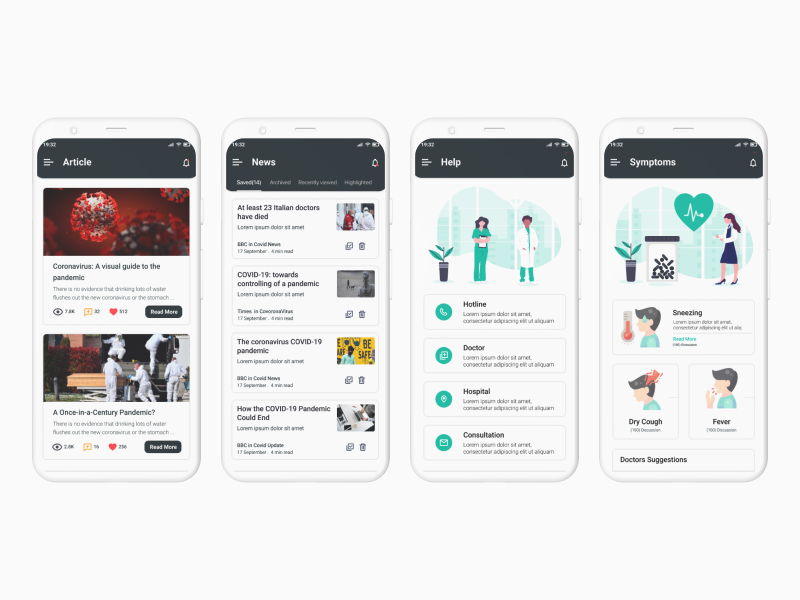 19:32
Article
Coronavirus: A visual guide to the
pandemic
There is no evidence that drinking lots of water
flushes out the new coronavirus or the stomach ...
7.8K
32
512
Read More
A Once-in-a-Century Pandemic?
There is no evidence that drinking lots of water
flushes out the new coronavirus or the stomach ...
2.8K
16
256
Read More
19:32
News
Saved(14) Archived Recently viewed Highlighted
At least 23 Italian doctors
have died
Lorem ipsum dolor sit amet
BBC in Covid News
17 September . 4 min read
COVID-19: towards
controlling of a pandemic
Lorem ipsum dolor sit amet
Times in CovoronaVirus
17 September . 4 min read
The coronavirus COVID-19
pandemic
Lorem ipsum dolor sit amet
BBC in Covid News
17 September . 4 min read
How the COVID-19 Pandemic
Could End
Lorem ipsum dolor sit amet
BBC in Covid Update
17 September . 4 min read
19:32
Help
Hotline
Lorem ipsum dolor sit amet,
consectetur adipiscing elit ut aliquam
Doctor
Lorem ipsum dolor sit amet,
consectetur adipiscing elit ut aliquam
Hospital
Lorem ipsum dolor sit amet,
consectetur adipiscing elit ut aliquam
Consultation
Lorem ipsum dolor sit amet,
consectetur adipiscing elit ut aliquam
19:32
Symptoms
Sneezing
Lorem ipsum dolor sit amet,
consectetur adipiscing elit ut aliq
Read More
(100) Discussion
Dry Cough
(100) Discussion
Fever
(100) Discussion
Doctors Suggestions